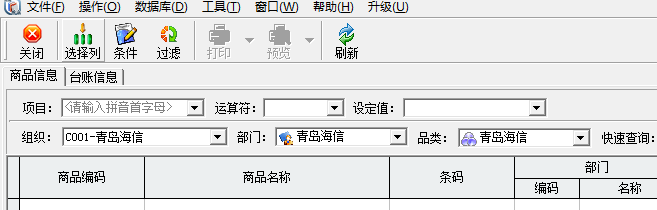 文件(F) 操作(O) 数据库(D) 工具(T) 窗口(W) 帮助(H) 升级(U)
关闭 选择列 条件 过滤 打印 预览 刷新
商品信息 台账信息
项目: <请输入拼音首字母> 运算符: 设定值:
组织: C001-青岛海信 部门: 青岛海信 品类: 青岛海信 快速查询:
商品编码 商品名称 条码 部门
编码 名称